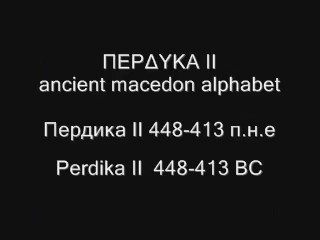 ΠΕΡΔΥΚΑ II
ancient macedon alphabet
Пердика II 448-413 п.н.е
Perdika II 448-413 BC